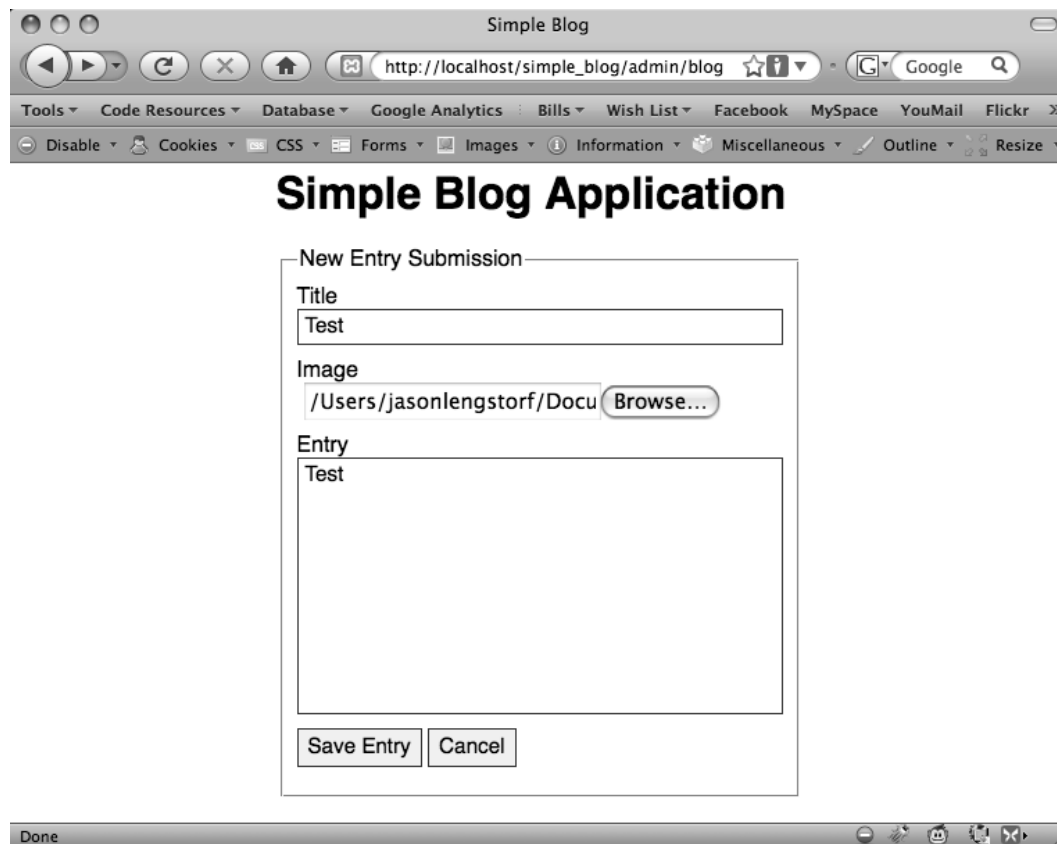 Simple Blog
http://localhost/simple_blog/admin/blog G Google
Tools Code Resources Database Google Analytics Bills Wish List Facebook MySpace YouMail Flickr »
Disable Cookies CSS Forms Images Information Miscellaneous Outline Resize
Simple Blog Application
New Entry Submission
Title
Test
Image
/Users/jasonlengstorf/Docu Browse...
Entry
Test
Save Entry Cancel
Done